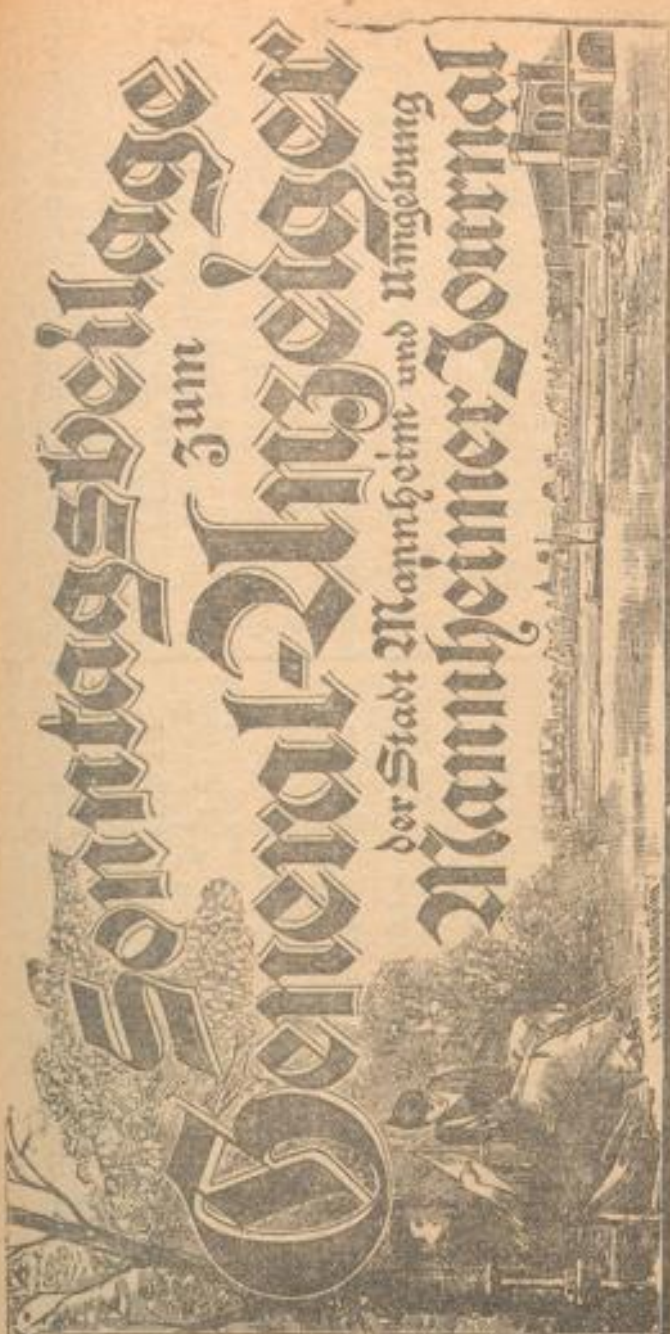 Sonntagsbeilage
zum
General-Anzeiger
der Stadt Mannheim und Umgebung
Mannheimer Journal